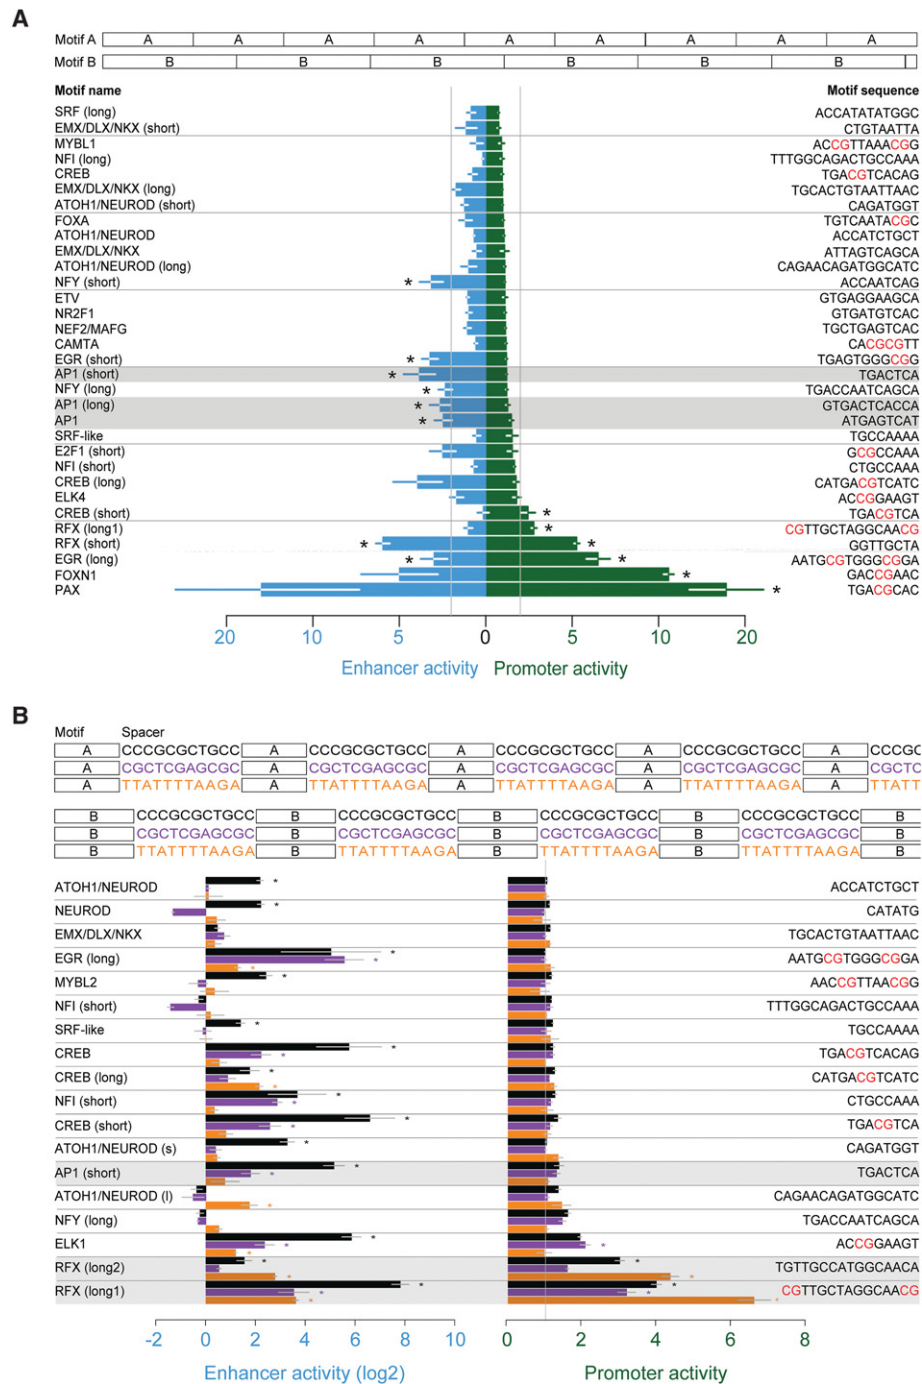 A
Motif A A A A A A A A A A
Motif B B B B B B B
Motif name Motif sequence
SRF (long) ACCATATATGGC
EMX/DLX/NKX (short) CTGTAATTA
MYBL1 ACCGTTAAACGG
NFI (long) TTTGGCAGACTGCCAAA
CREB TGACGTCACAG
EMX/DLX/NKX (long) TGCACTGTAATTAAC
ATOH1/NEUROD (short) CAGATGGT
FOXA TGTCAATACGC
ATOH1/NEUROD ACCATCTGCT
EMX/DLX/NKX ATTAGTCAGCA
ATOH1/NEUROD (long) CAGAACAGATGGCATC
NFY (short) * ACCAATCAG
ETV GTGAGGAAGCA
NR2F1 GTGATGTCAC
NEF2/MAFG TGCTGAGTCAC
CAMTA CACGCGTT
EGR (short) * TGAGTGGGCGG
AP1 (short) * TGACTCA
NFY (long) * TGACCAATCAGCA
AP1 (long) * GTGACTCACCA
AP1 * ATGAGTCAT
SRF-like TGCCAAAA
E2F1 (short) GCGCCAAA
NFI (short) CTGCCAAA
CREB (long) CATGACGTCATC
ELK4 ACCGGAAGT
CREB (short) * TGACGTCA
RFX (long1) * CGTTGCTAGGCAACG
RFX (short) * * GGTTGCTA
EGR (long) * * AATGCGTGGGCGGA
FOXN1 * GACCGAAC
PAX * TGACGCAC
20 10 5 0 5 10 20
Enhancer activity Promoter activity
B
Motif Spacer
A CCCGCGCTGCC A CCCGCGCTGCC A CCCGCGCTGCC A CCCGCGCTGCC A CCCGC
A CGCTCGAGCGC A CGCTCGAGCGC A CGCTCGAGCGC A CGCTCGAGCGC A CGCTC
A TTATTTTAAGA A TTATTTTAAGA A TTATTTTAAGA A TTATTTTAAGA A TTATT
B CCCGCGCTGCC B CCCGCGCTGCC B CCCGCGCTGCC B CCCGCGCTGCC B
B CGCTCGAGCGC B CGCTCGAGCGC B CGCTCGAGCGC B CGCTCGAGCGC B
B TTATTTTAAGA B TTATTTTAAGA B TTATTTTAAGA B TTATTTTAAGA B
ATOH1/NEUROD * ACCATCTGCT
NEUROD * CATATG
EMX/DLX/NKX TGCACTGTAATTAAC
EGR (long) * * * AATGCGTGGGCGGA
MYBL2 * AACCGTTAACGG
NFI (short) TTTGGCAGACTGCCAAA
SRF-like * TGCCAAAA
CREB * * TGACGTCACAG
CREB (long) * * CATGACGTCATC
NFI (short) * * CTGCCAAA
CREB (short) * * TGACGTCA
ATOH1/NEUROD (s) * CAGATGGT
AP1 (short) * * TGACTCA
ATOH1/NEUROD (l) * CAGAACAGATGGCATC
NFY (long) TGACCAATCAGCA
ELK1 * * * * ACCGGAAGT
RFX (long2) * * * * TGTTGCCATGGCAACA
RFX (long1) * * * * * * CGTTGCTAGGCAACG
-2 0 2 4 6 8 10 0 2 4 6 8
Enhancer activity (log2) Promoter activity